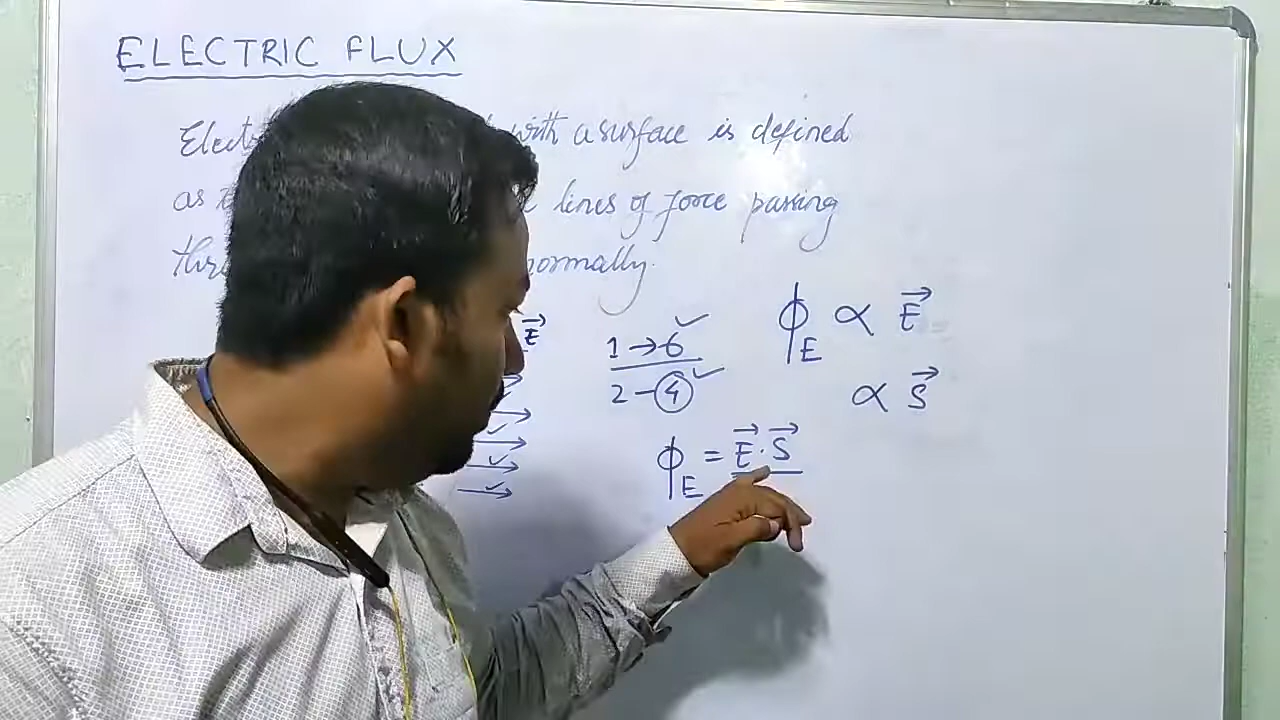 ELECTRIC FLUX
with a surface is defined
as lines of force passing
normally.
E⃗
1 → 6 ✓
2 - 4 ✓
ϕ_E ∝ E⃗
∝ S⃗
ϕ_E = E⃗ · S⃗